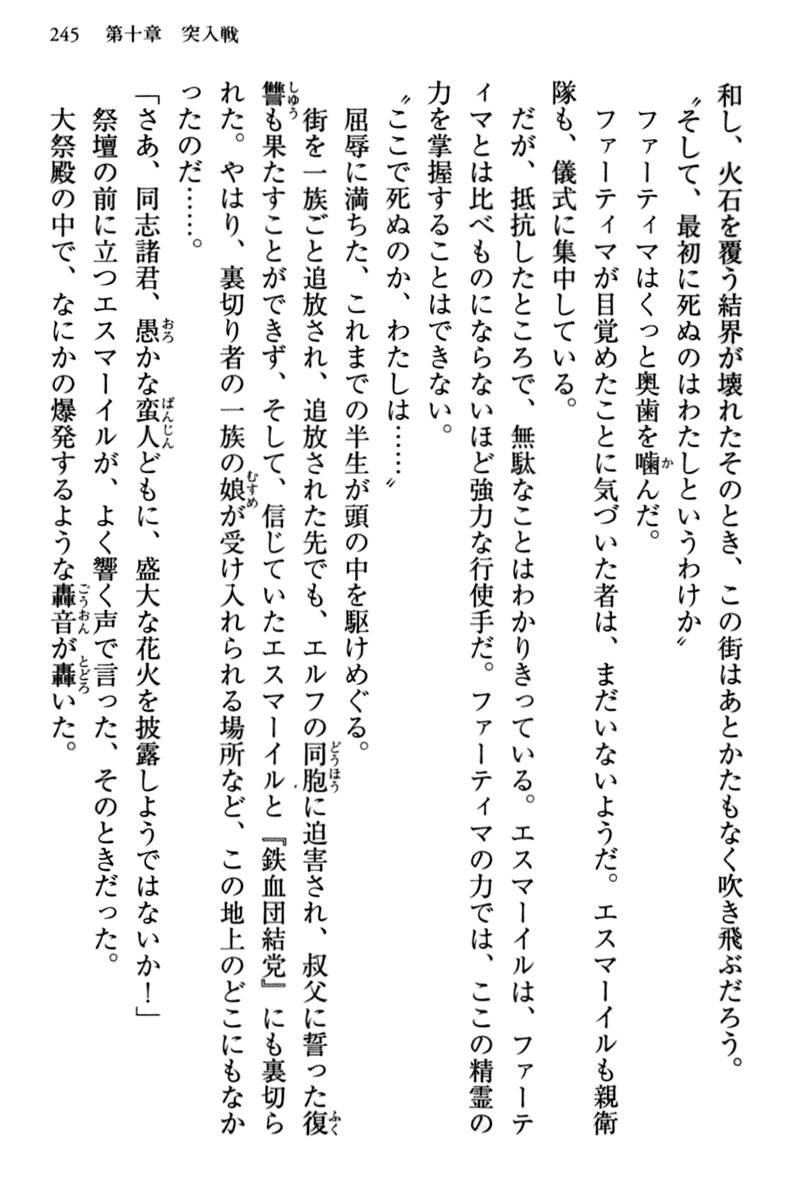 245　第十章　突入戦
和し、火石を覆う結界が壊れたそのとき、この街はあとかたもなく吹き飛ぶだろう。
〝そして、最初に死ぬのはわたしというわけか〟
ファーティマはくっと奥歯を噛んだ。
ファーティマが目覚めたことに気づいた者は、まだいないようだ。エスマーイルも親衛
隊も、儀式に集中している。
だが、抵抗したところで、無駄なことはわかりきっている。エスマーイルは、ファーテ
ィマとは比べものにならないほど強力な行使手だ。ファーティマの力では、ここの精霊の
力を掌握することはできない。
〝ここで死ぬのか、わたしは……〟
屈辱に満ちた、これまでの半生が頭の中を駆けめぐる。
街を一族ごと追放され、追放された先でも、エルフの同胞に迫害され、叔父に誓った復
讐も果たすことができず、そして、信じていたエスマーイルと『鉄血団結党』にも裏切ら
れた。やはり、裏切り者の一族の娘が受け入れられる場所など、この地上のどこにもなか
ったのだ……。
「さあ、同志諸君、愚かな蛮人どもに、盛大な花火を披露しようではないか！」
祭壇の前に立つエスマーイルが、よく響く声で言った、そのときだった。
大祭殿の中で、なにかの爆発するような轟音が轟いた。